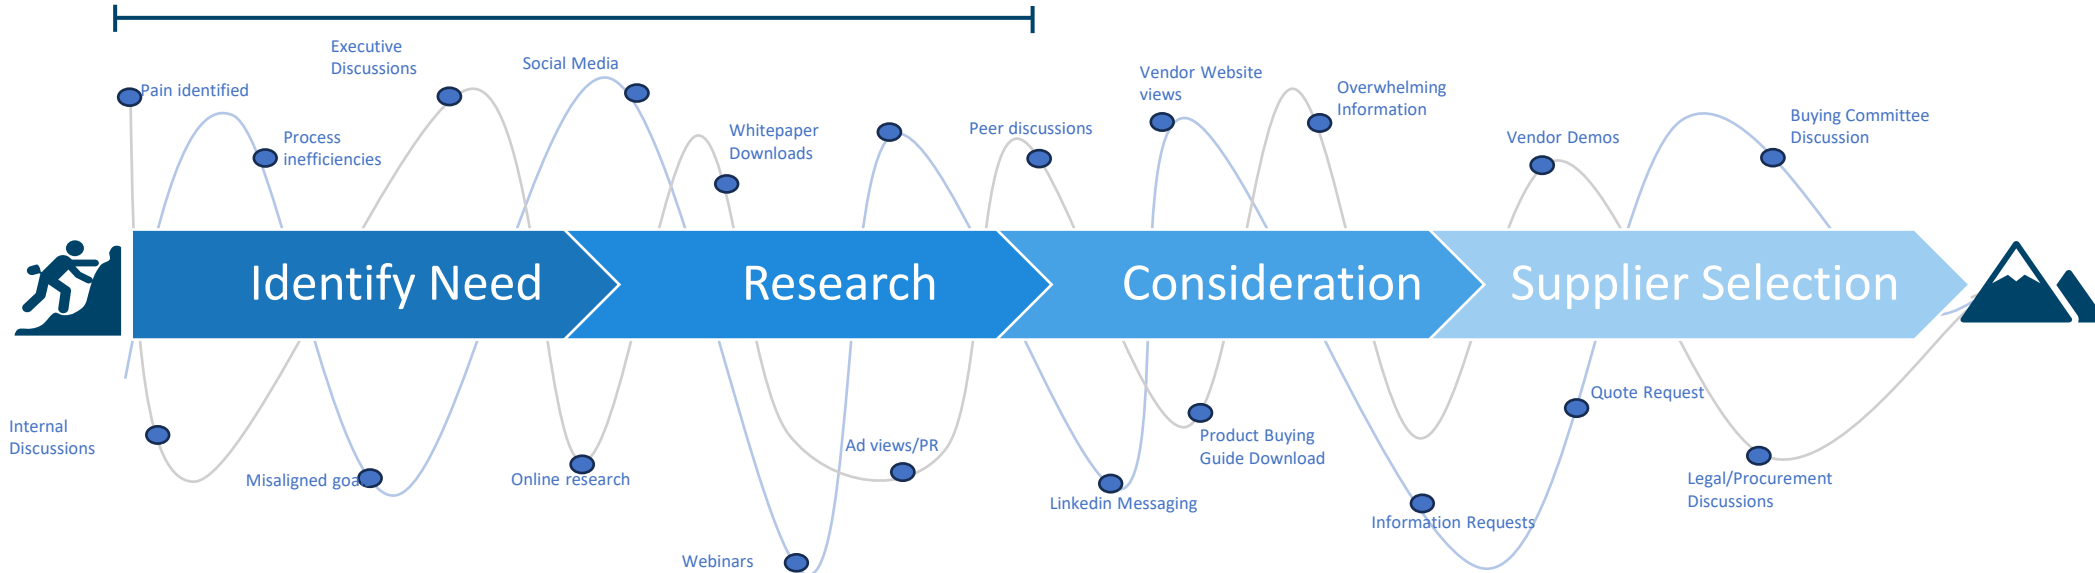 Executive
Discussions
Social Media
Pain identified
Process
inefficiencies
Whitepaper
Downloads
Peer discussions
Vendor Website
views
Overwhelming
Information
Vendor Demos
Buying Committee
Discussion
Identify Need
Research
Consideration
Supplier Selection
Internal
Discussions
Misaligned goa
Online research
Ad views/PR
Webinars
Linkedin Messaging
Product Buying
Guide Download
Information Requests
Quote Request
Legal/Procurement
Discussions